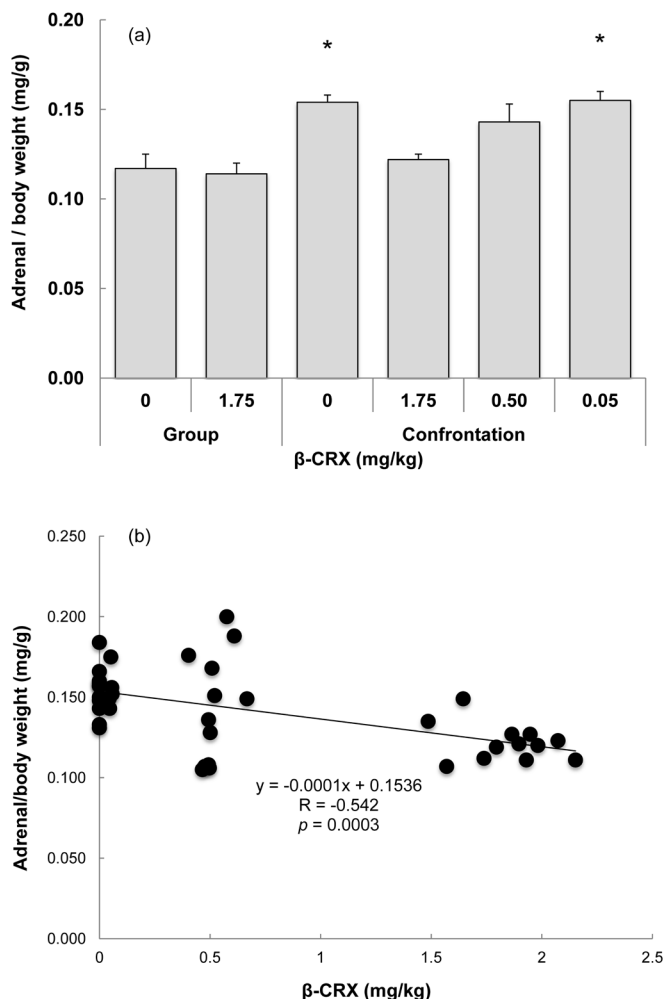 (a)
Adrenal / body weight (mg/g)
0.20
0.15
0.10
0.05
0.00
* *
0 1.75 0 1.75 0.50 0.05
Group Confrontation
β-CRX (mg/kg)
(b)
Adrenal/body weight (mg/g)
0.250
0.200
0.150
0.100
0.050
0.000
y = -0.0001x + 0.1536
R = -0.542
p = 0.0003
0 0.5 1 1.5 2 2.5
β-CRX (mg/kg)